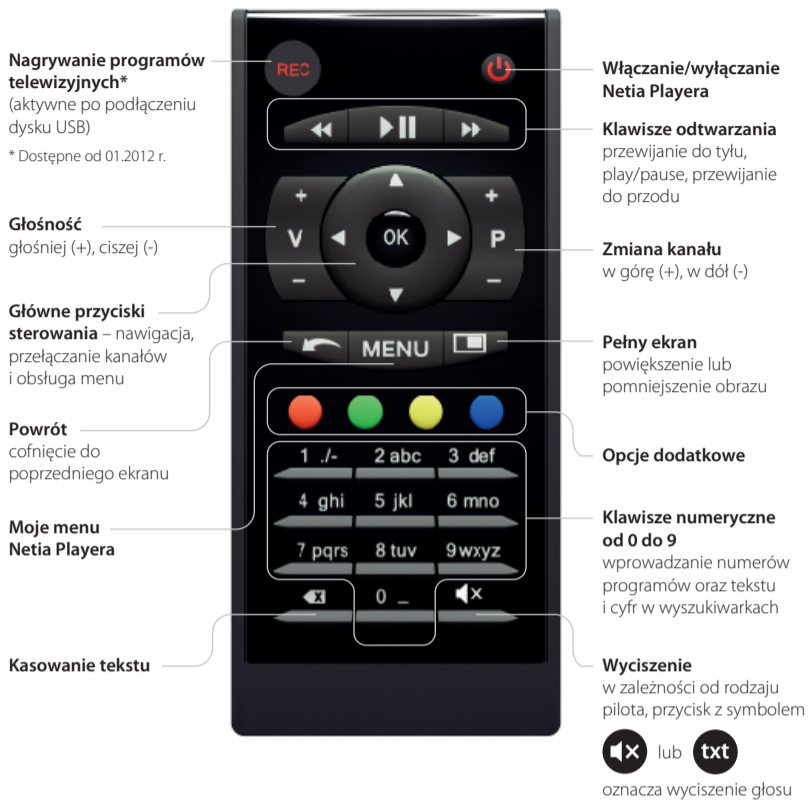 Nagrywanie programów
telewizyjnych*
(aktywne po podłączeniu
dysku USB)
* Dostępne od 01.2012 r.
Głośność
głośniej (+), ciszej (-)
Główne przyciski
sterowania – nawigacja,
przełączanie kanałów
i obsługa menu
Powrót
cofnięcie do
poprzedniego ekranu
Moje menu
Netia Playera
Kasowanie tekstu
REC
+ +
V OK P
– –
MENU
1 ./- 2 abc 3 def
4 ghi 5 jkl 6 mno
7 pqrs 8 tuv 9wxyz
0 _
Włączanie/wyłączanie
Netia Playera
Klawisze odtwarzania
przewijanie do tyłu,
play/pause, przewijanie
do przodu
Zmiana kanału
w górę (+), w dół (-)
Pełny ekran
powiększenie lub
pomniejszenie obrazu
Opcje dodatkowe
Klawisze numeryczne
od 0 do 9
wprowadzanie numerów
programów oraz tekstu
i cyfr w wyszukiwarkach
Wyciszenie
w zależności od rodzaju
pilota, przycisk z symbolem
lub txt
oznacza wyciszenie głosu